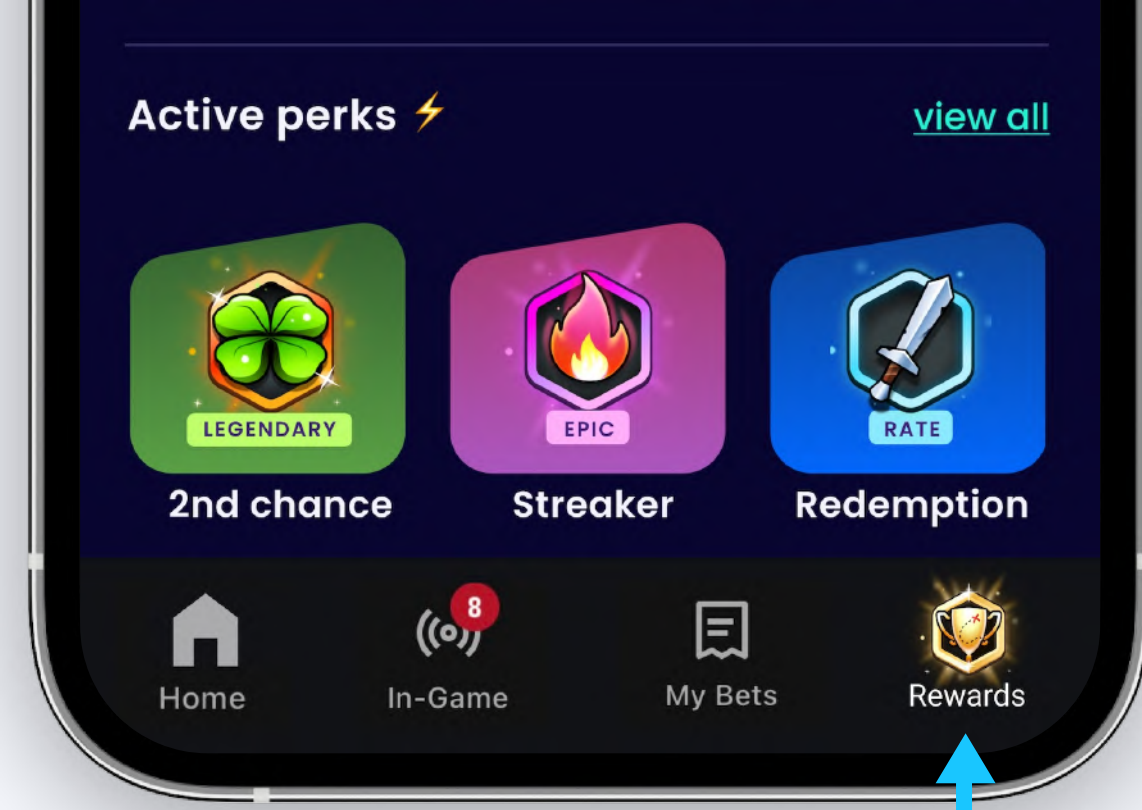 Active perks ⚡
view all
LEGENDARY
EPIC
RATE
2nd chance
Streaker
Redemption
8
Home
In-Game
My Bets
Rewards